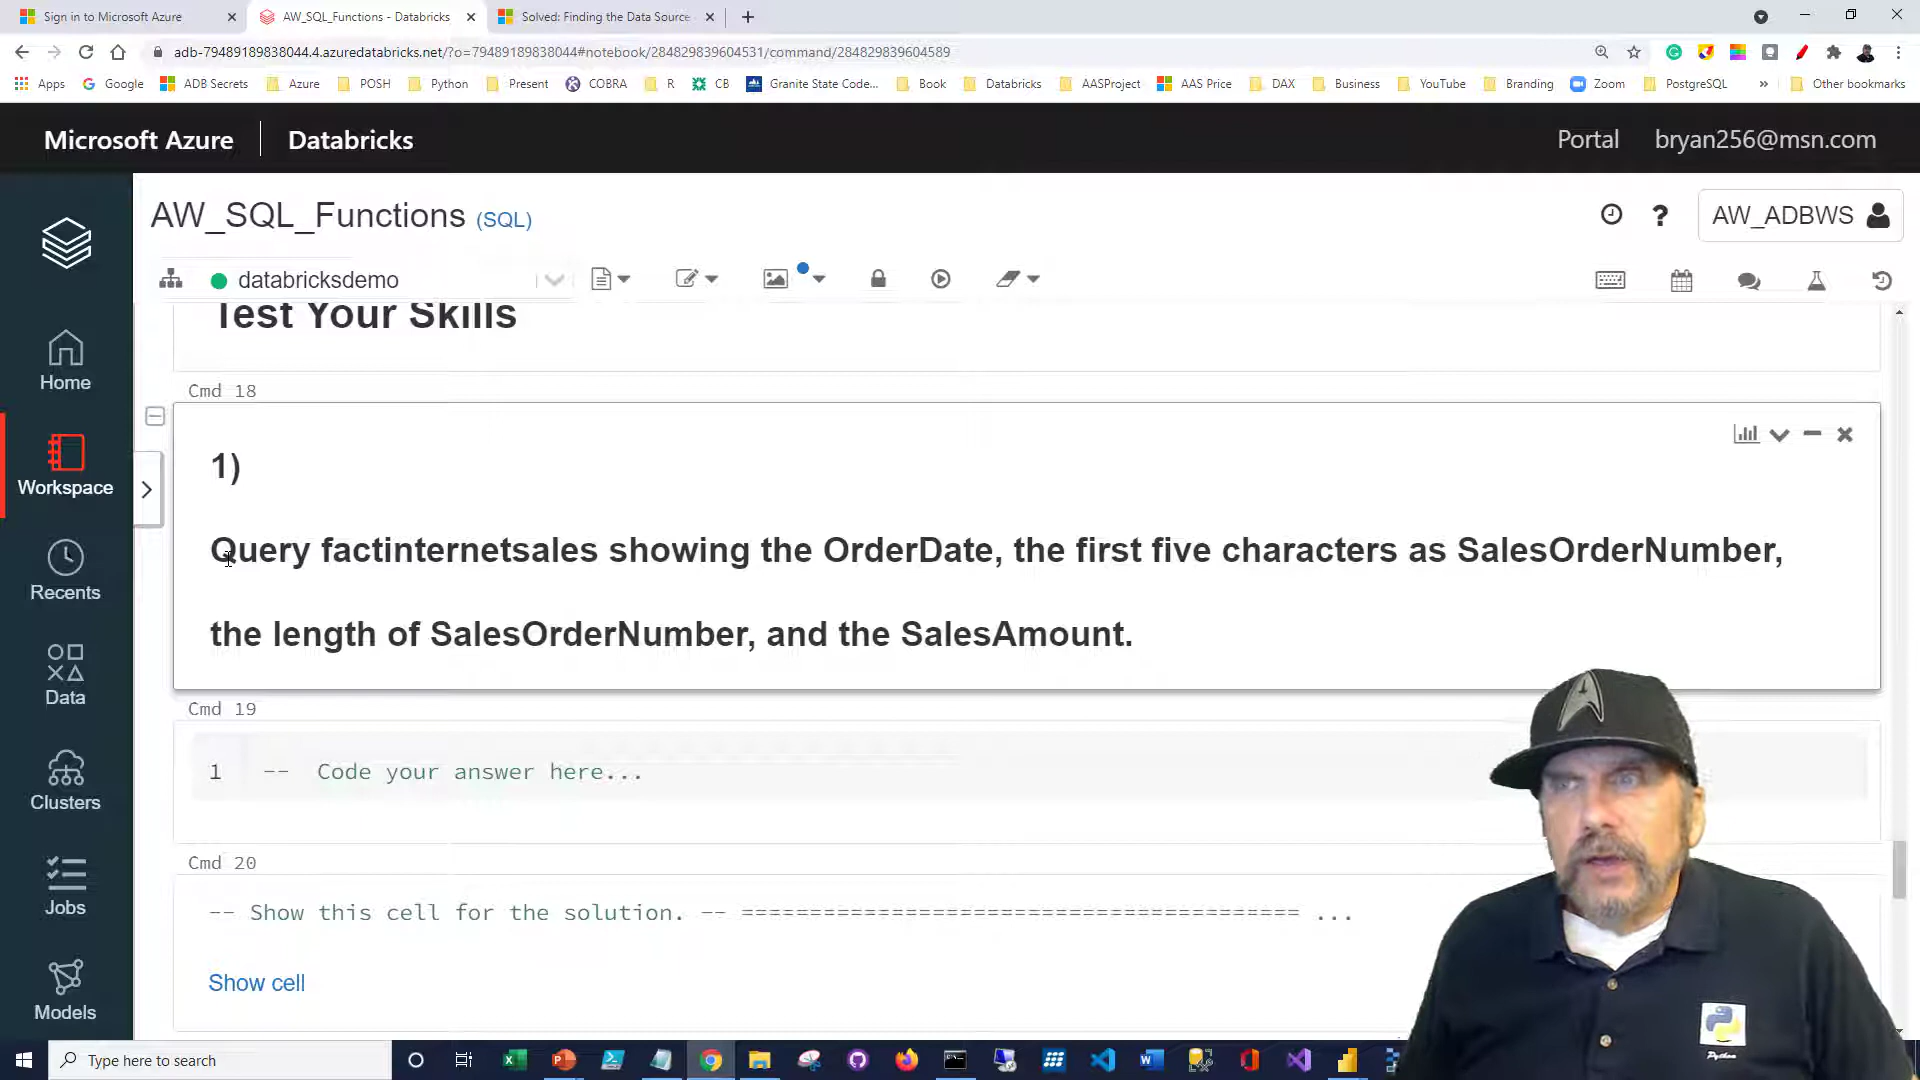 Sign in to Microsoft Azure
AW_SQL_Functions - Databricks
Solved: Finding the Data Source
adb-79489189838044.4.azuredatabricks.net/?o=79489189838044#notebook/284829839604531/command/284829839604589
Apps
Google
ADB Secrets
Azure
POSH
Python
Present
COBRA
R
CB
Granite State Code...
Book
Databricks
AASProject
AAS Price
DAX
Business
YouTube
Branding
Zoom
PostgreSQL
»
Other bookmarks
Microsoft Azure
Databricks
Portal
bryan256@msn.com
AW_SQL_Functions (SQL)
AW_ADBWS
databricksdemo
Home
Workspace
Recents
Data
Clusters
Jobs
Models
Test Your Skills
Cmd 18
1)
Query factinternetsales showing the OrderDate, the first five characters as SalesOrderNumber,
the length of SalesOrderNumber, and the SalesAmount.
Cmd 19
1 -- Code your answer here...
Cmd 20
-- Show this cell for the solution. -- ========================================= ...
Show cell
Type here to search
Python